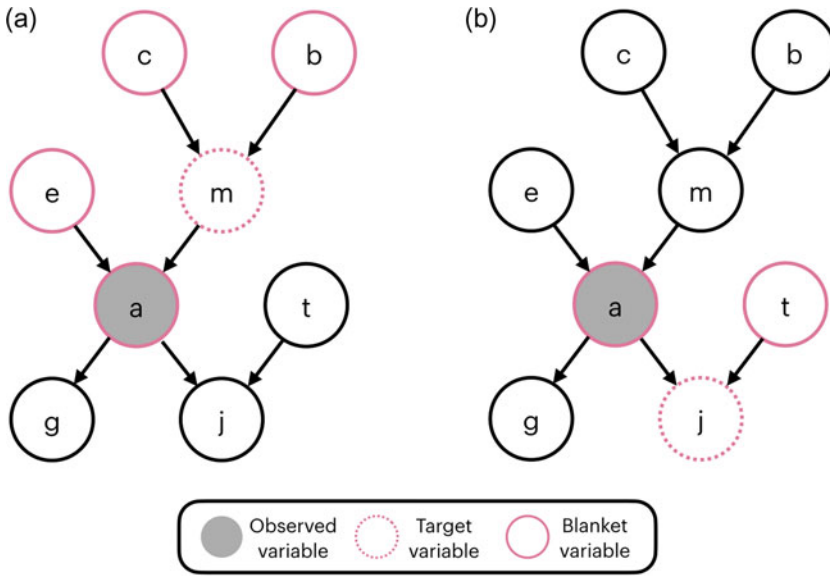 (a)
(b)
c
b
c
b
e
m
e
m
a
t
a
t
g
j
g
j
Observed
variable
Target
variable
Blanket
variable